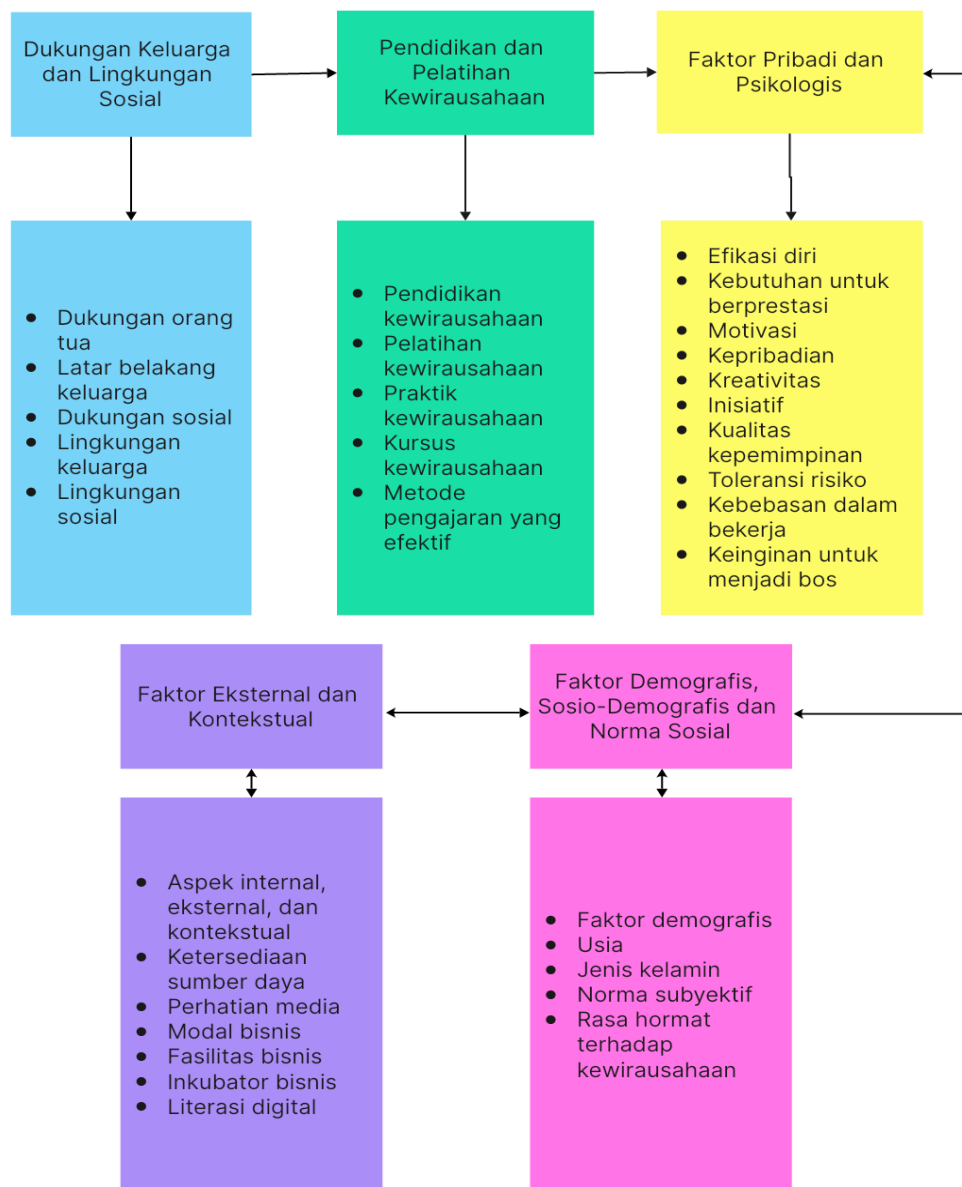 Dukungan Keluarga
dan Lingkungan
Sosial
Pendidikan dan
Pelatihan
Kewirausahaan
Faktor Pribadi dan
Psikologis
• Dukungan orang
tua
• Latar belakang
keluarga
• Dukungan sosial
• Lingkungan
keluarga
• Lingkungan
sosial
• Pendidikan
kewirausahaan
• Pelatihan
kewirausahaan
• Praktik
kewirausahaan
• Kursus
kewirausahaan
• Metode
pengajaran yang
efektif
• Efikasi diri
• Kebutuhan untuk
berprestasi
• Motivasi
• Kepribadian
• Kreativitas
• Inisiatif
• Kualitas
kepemimpinan
• Toleransi risiko
• Kebebasan dalam
bekerja
• Keinginan untuk
menjadi bos
Faktor Eksternal dan
Kontekstual
Faktor Demografis,
Sosio-Demografis dan
Norma Sosial
• Aspek internal,
eksternal, dan
kontekstual
• Ketersediaan
sumber daya
• Perhatian media
• Modal bisnis
• Fasilitas bisnis
• Inkubator bisnis
• Literasi digital
• Faktor demografis
• Usia
• Jenis kelamin
• Norma subyektif
• Rasa hormat
terhadap
kewirausahaan